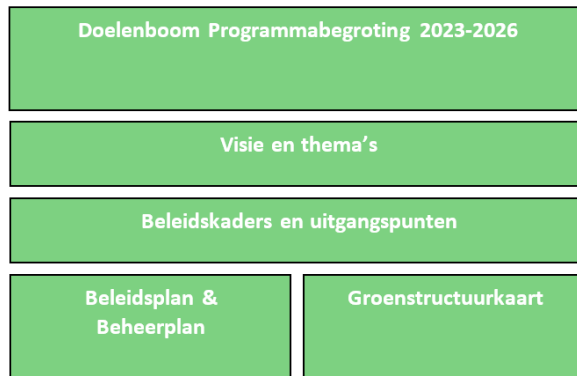 Doelenboom Programmabegroting 2023-2026
Visie en thema's
Beleidskaders en uitgangspunten
Beleidsplan &
Beheerplan
Groenstructuurkaart